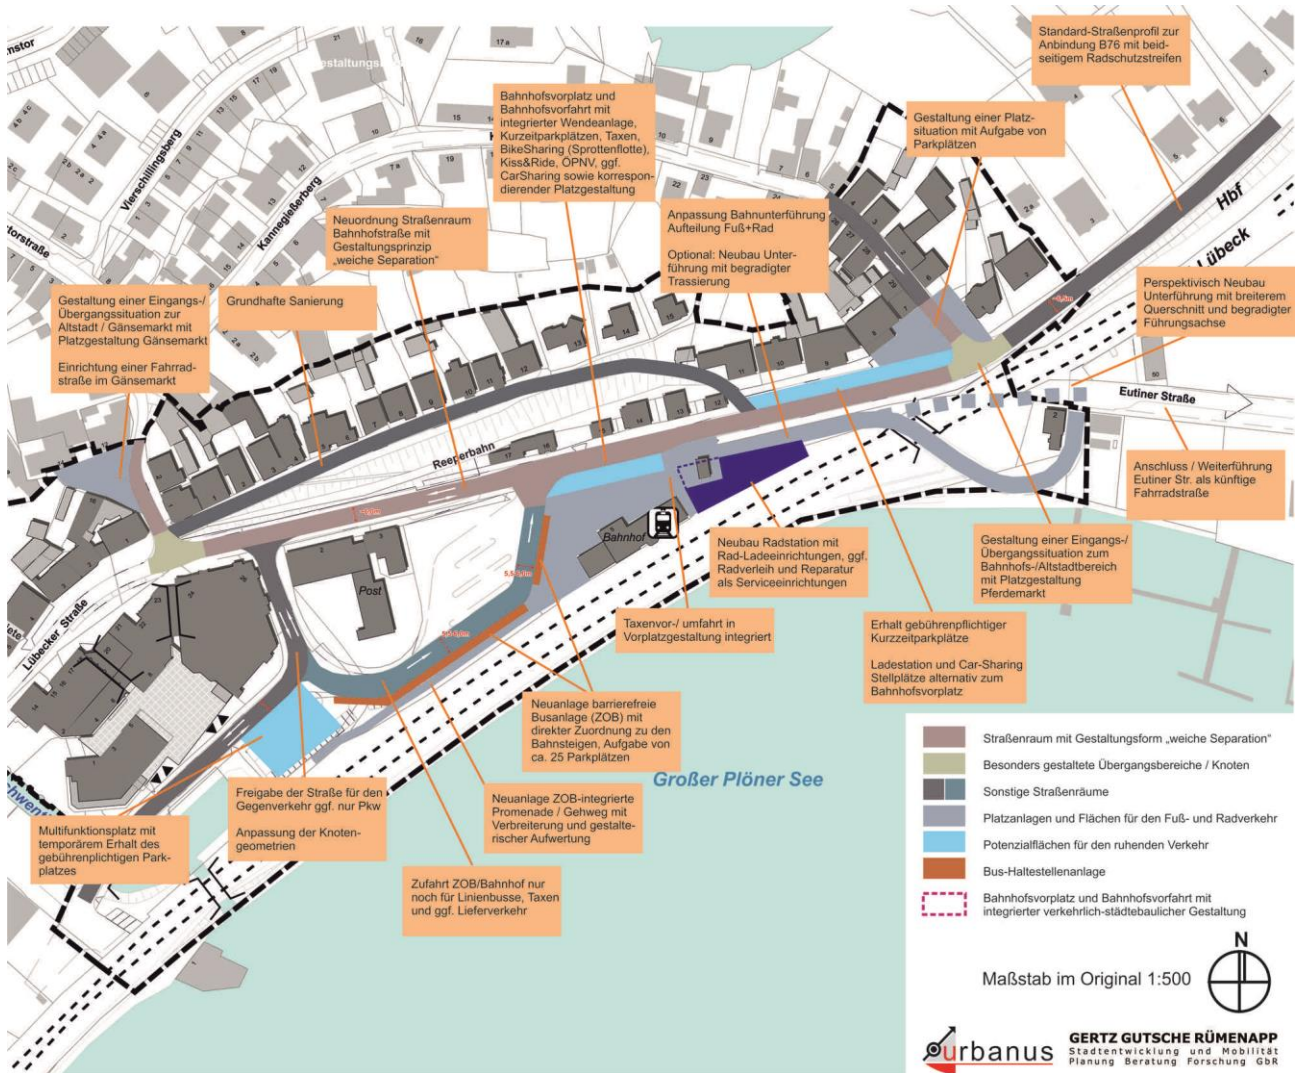 Standard-Straßenprofil zur
Anbindung B76 mit beid-
seitigem Radschutzstreifen
Bahnhofsvorplatz und
Bahnhofsvorfahrt mit
integrierter Wendeanlage,
Kurzeitparkplätzen, Taxen,
BikeSharing (Sprottenflotte),
Kiss&Ride, ÖPNV, ggf.
CarSharing sowie korrespon-
dierender Platzgestaltung
Gestaltung einer Platz-
situation mit Aufgabe von
Parkplätzen
Vierschillingsberg
Kannegießerberg
Neuordnung Straßenraum
Bahnhofstraße mit
Gestaltungsprinzip
„weiche Separation“
Anpassung Bahnunterführung
Aufteilung Fuß+Rad
Optional: Neubau Unter-
führung mit begradigter
Trassierung
Hbf
Lübeck
Gestaltung einer Eingangs-/
Übergangssituation zur
Altstadt / Gänsemarkt mit
Platzgestaltung Gänsemarkt
Einrichtung einer Fahrrad-
straße im Gänsemarkt
Grundhafte Sanierung
Perspektivisch Neubau
Unterführung mit breiterem
Querschnitt und begradigter
Führungsachse
Eutiner Straße
Reeperbahn
Anschluss / Weiterführung
Eutiner Str. als künftige
Fahrradstraße
Bahnhof
Post
Neubau Radstation mit
Rad-Ladeeinrichtungen, ggf.
Radverleih und Reparatur
als Serviceeinrichtungen
Gestaltung einer Eingangs-/
Übergangssituation zum
Bahnhofs-/Altstadtbereich
mit Platzgestaltung
Pferdemarkt
Lübecker Straße
Taxenvor-/ umfahrt in
Vorplatzgestaltung integriert
Erhalt gebührenpflichtiger
Kurzzeitparkplätze
Ladestation und Car-Sharing
Stellplätze alternativ zum
Bahnhofsvorplatz
Neuanlage barrierefreie
Busanlage (ZOB) mit
direkter Zuordnung zu den
Bahnsteigen, Aufgabe von
ca. 25 Parkplätzen
Großer Plöner See
Freigabe der Straße für den
Gegenverkehr ggf. nur Pkw
Anpassung der Knoten-
geometrien
Neuanlage ZOB-integrierte
Promenade / Gehweg mit
Verbreiterung und gestalte-
rischer Aufwertung
Multifunktionsplatz mit
temporärem Erhalt des
gebührenplichtigen Park-
platzes
Zufahrt ZOB/Bahnhof nur
noch für Linienbusse, Taxen
und ggf. Lieferverkehr
Straßenraum mit Gestaltungsform „weiche Separation“
Besonders gestaltete Übergangsbereiche / Knoten
Sonstige Straßenräume
Platzanlagen und Flächen für den Fuß- und Radverkehr
Potenzialflächen für den ruhenden Verkehr
Bus-Haltestellenanlage
Bahnhofsvorplatz und Bahnhofsvorfahrt mit
integrierter verkehrlich-städtebaulicher Gestaltung
N
Maßstab im Original 1:500
urbanus
GERTZ GUTSCHE RÜMENAPP
Stadtentwicklung und Mobilität
Planung Beratung Forschung GbR